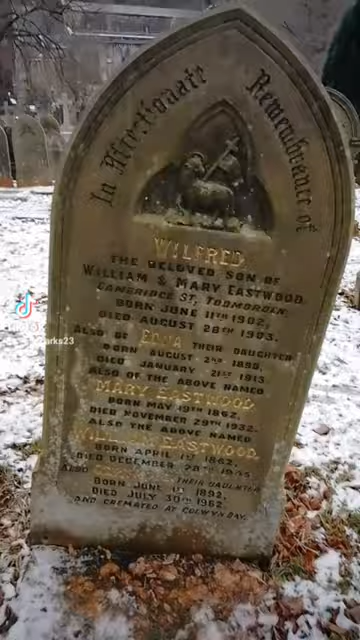 In Affectionate Remembrance of
WILFRED,
THE BELOVED SON OF
WILLIAM & MARY EASTWOOD
CAMBRIDGE ST, TODMORDEN.
BORN JUNE 11TH 1902,
DIED AUGUST 28TH 1903.
ALSO OF EDNA THEIR DAUGHTER
BORN AUGUST 2ND
DIED JANUARY 21ST 1913
ALSO OF THE ABOVE NAMED
MARY EASTWOOD
BORN MAY 19TH 1862,
DIED NOVEMBER 29TH 1932.
ALSO THE ABOVE NAMED
WILLIAM EASTWOOD,
BORN APRIL 1ST 1862,
DIED DECEMBER 28TH
ALSO THEIR DAUGHTER
BORN JUNE 1892,
DIED JULY 30TH 1962
AND CREMATED AT COLWYN BAY.